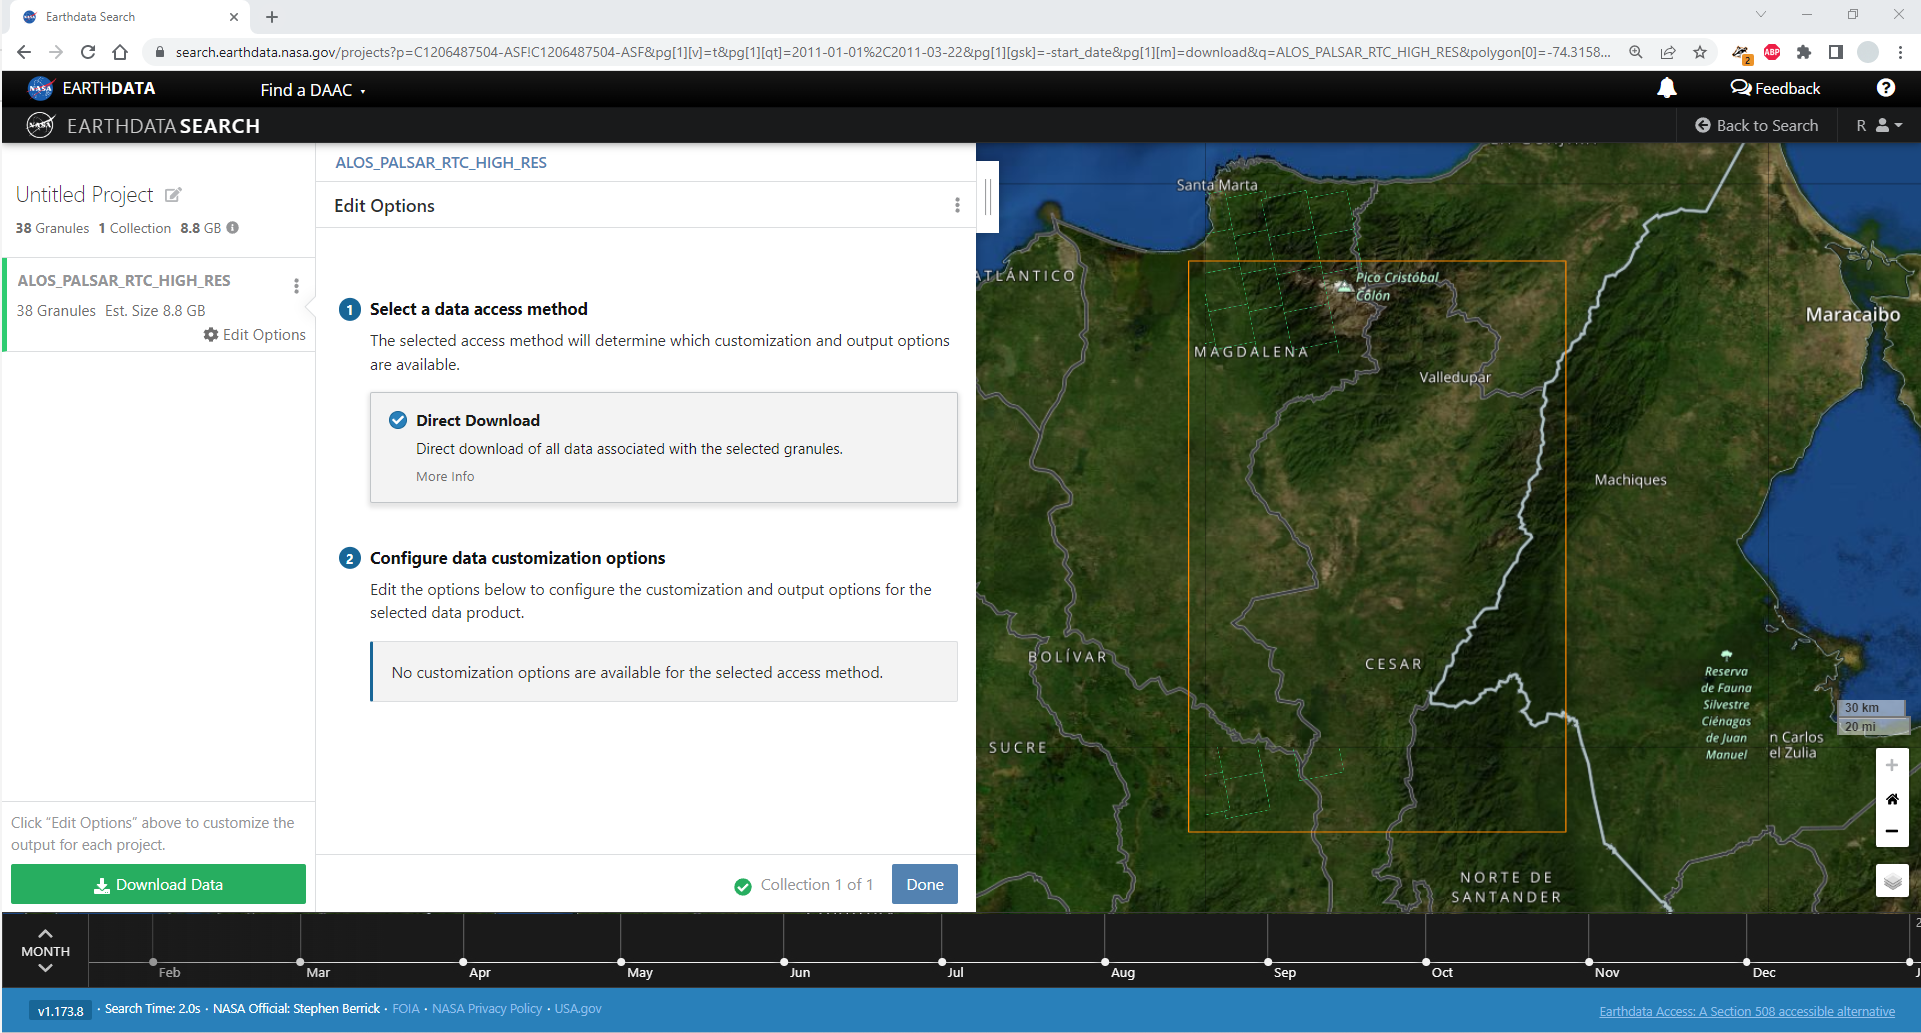 Earthdata Search
search.earthdata.nasa.gov/projects?p=C1206487504-ASF!C1206487504-ASF&pg[1][v]=t&pg[1][qt]=2011-01-01%2C2011-03-22&pg[1][gsk]=-start_date&pg[1][m]=download&q=ALOS_PALSAR_RTC_HIGH_RES&polygon[0]=-74.3158...
2
ABP
NASA
EARTHDATA
Find a DAAC
Feedback
?
NASA
EARTHDATA SEARCH
Back to Search
R
Untitled Project
38 Granules 1 Collection 8.8 GB
ALOS_PALSAR_RTC_HIGH_RES
38 Granules Est. Size 8.8 GB
Edit Options
Click “Edit Options” above to customize the
output for each project.
Download Data
ALOS_PALSAR_RTC_HIGH_RES
Edit Options
1 Select a data access method
The selected access method will determine which customization and output options
are available.
Direct Download
Direct download of all data associated with the selected granules.
More Info
2 Configure data customization options
Edit the options below to configure the customization and output options for the
selected data product.
No customization options are available for the selected access method.
Collection 1 of 1
Done
Santa Marta
ATLÁNTICO
Pico Cristóbal
Colón
Maracaibo
MAGDALENA
Valledupar
Machiques
BOLÍVAR
CESAR
Reserva
de Fauna
Silvestre
Ciénagas
de Juan
Manuel
SUCRE
30 km
20 mi
n Carlos
el Zulia
NORTE DE
SANTANDER
MONTH
Feb
Mar
Apr
May
Jun
Jul
Aug
Sep
Oct
Nov
Dec
v1.173.8 · Search Time: 2.0s · NASA Official: Stephen Berrick · FOIA · NASA Privacy Policy · USA.gov
Earthdata Access: A Section 508 accessible alternative